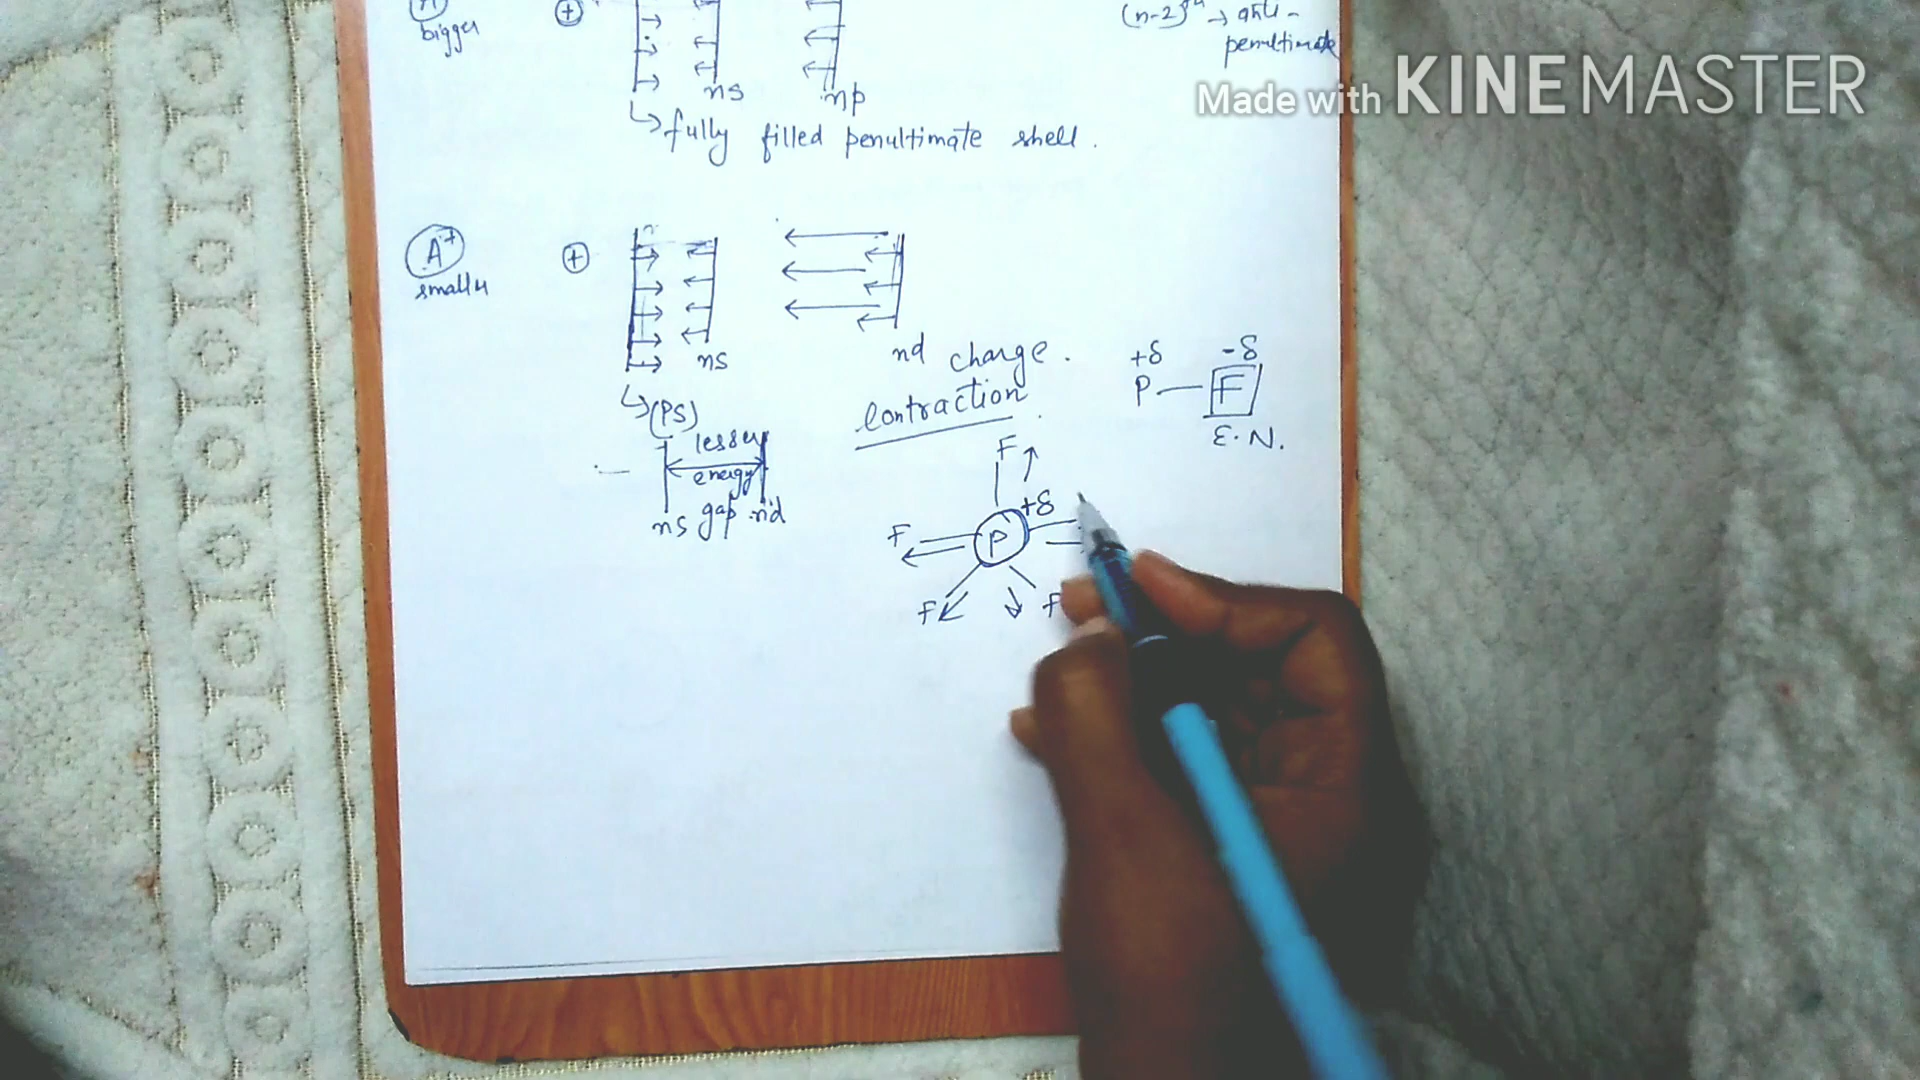 A
bigger
+
ns
np
(n-2)th → anti-
penultimate
Made with KINEMASTER
↳ fully filled penultimate shell.
A+
smaller
+
ns
nd charge.
contraction
+δ -δ
P — F
E.N.
↳ (PS)
lesser
energy
ns gap nd
F
+δ
F
P
F
F